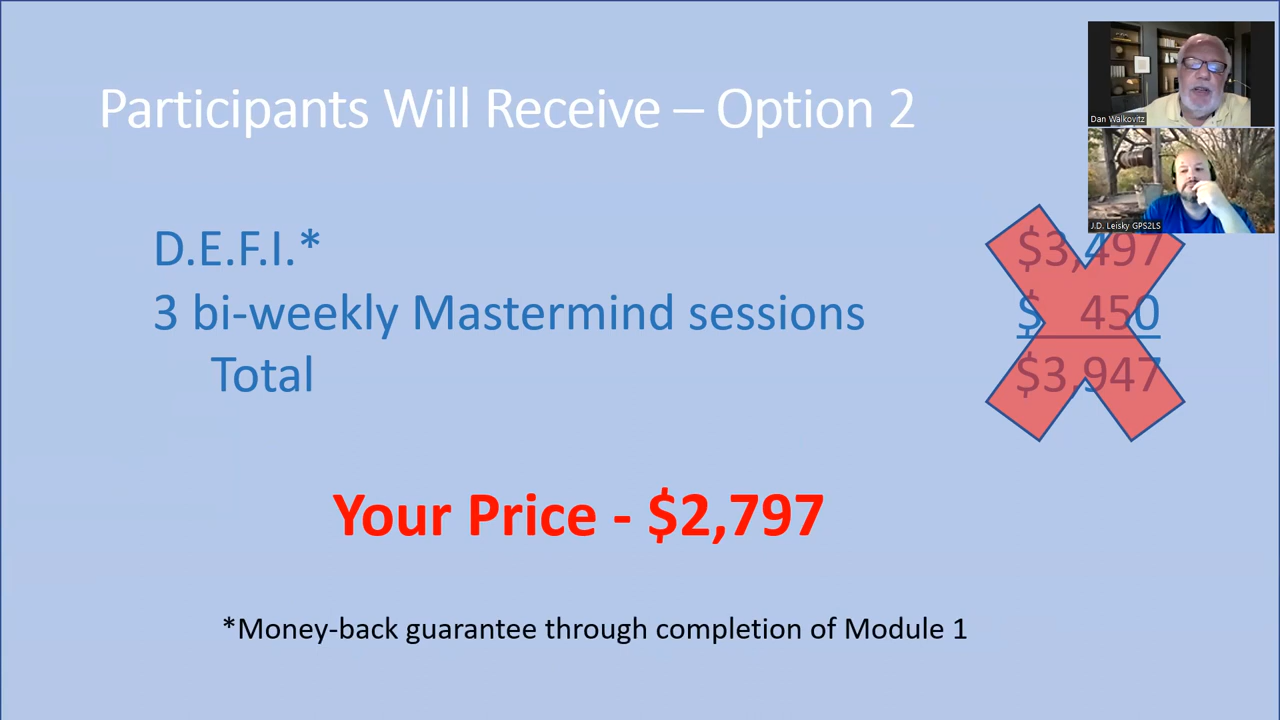 Participants Will Receive – Option 2
Dan Walkovitz
J.D. Leisky GPS2LS
D.E.F.I.* $3,497
3 bi-weekly Mastermind sessions $ 450
Total $3,947
Your Price - $2,797
*Money-back guarantee through completion of Module 1